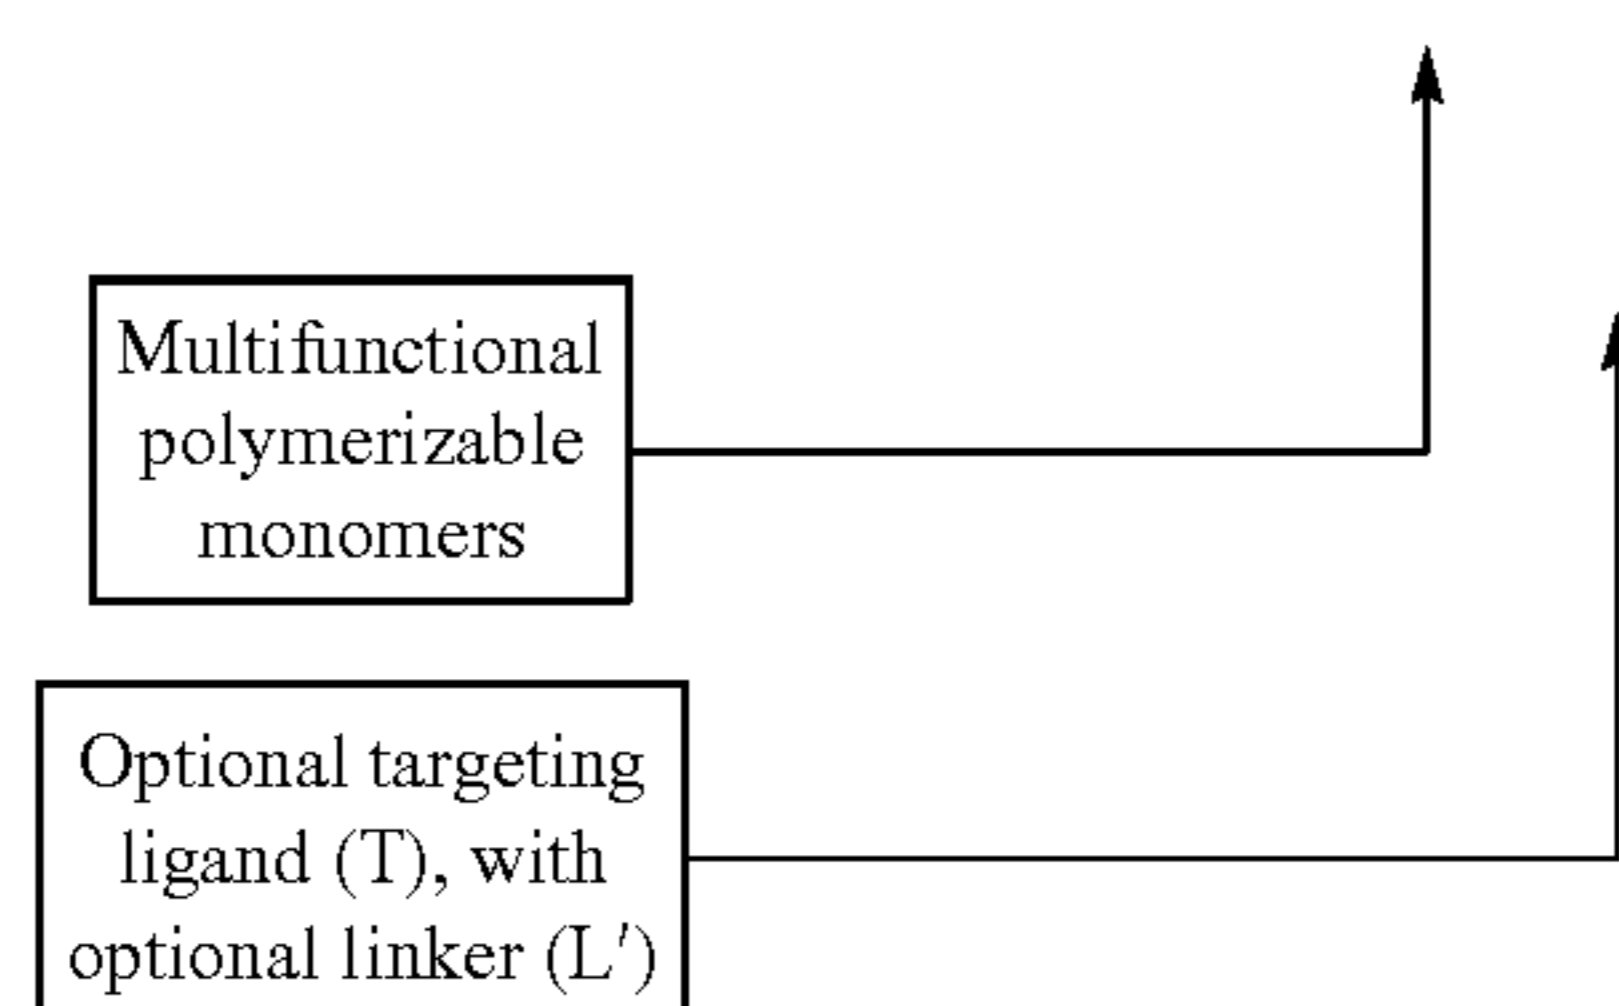 Multifunctional
polymerizable
monomers
Optional targeting
ligand (T), with
optional linker (L′)